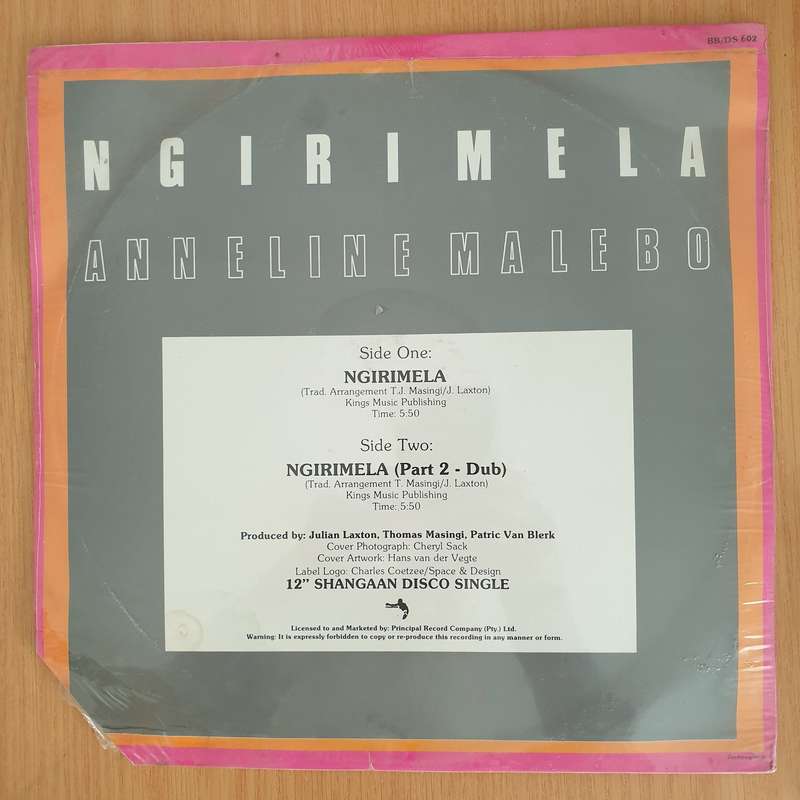 BB/DS 602
NGIRIMELA
ANNELINE MALEBO
Side One:
NGIRIMELA
(Trad. Arrangement T.J. Masingi/J. Laxton)
Kings Music Publishing
Time: 5:50
Side Two:
NGIRIMELA (Part 2 - Dub)
(Trad. Arrangement T. Masingi/J. Laxton)
Kings Music Publishing
Time: 5:50
Produced by: Julian Laxton, Thomas Masingi, Patric Van Blerk
Cover Photograph: Cheryl Sack
Cover Artwork: Hans van der Vegte
Label Logo: Charles Coetzee/Space & Design
12” SHANGAAN DISCO SINGLE
Licensed to and Marketed by: Principal Record Company (Pty.) Ltd.
Warning: It is expressly forbidden to copy or re-produce this recording in any manner or form.